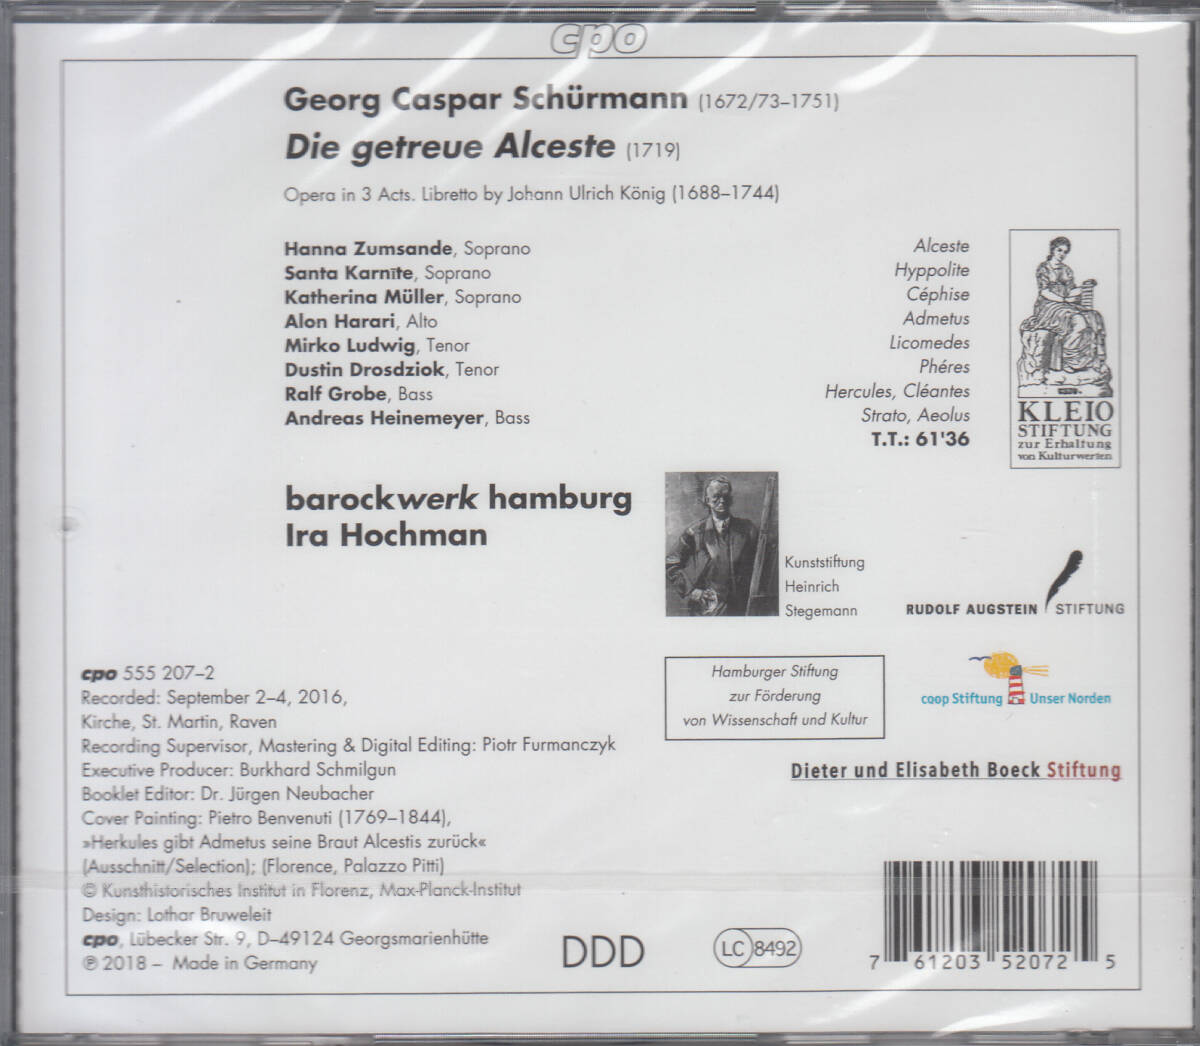 cpo
Georg Caspar Schürmann (1672/73–1751)
Die getreue Alceste (1719)
Opera in 3 Acts. Libretto by Johann Ulrich König (1688–1744)
Hanna Zumsande, Soprano Alceste
Santa Karnīte, Soprano Hyppolite
Katherina Müller, Soprano Céphise
Alon Harari, Alto Admetus
Mirko Ludwig, Tenor Licomedes
Dustin Drosdziok, Tenor Phéres
Ralf Grobe, Bass Hercules, Cléantes
Andreas Heinemeyer, Bass Strato, Aeolus
T.T.: 61'36
KLEIO
STIFTUNG
zur Erhaltung
von Kulturwerten
barockwerk hamburg
Ira Hochman
Kunststiftung
Heinrich
Stegemann
RUDOLF AUGSTEIN STIFTUNG
Hamburger Stiftung
zur Förderung
von Wissenschaft und Kultur
coop Stiftung Unser Norden
Dieter und Elisabeth Boeck Stiftung
cpo 555 207–2
Recorded: September 2–4, 2016,
Kirche, St. Martin, Raven
Recording Supervisor, Mastering & Digital Editing: Piotr Furmanczyk
Executive Producer: Burkhard Schmilgun
Booklet Editor: Dr. Jürgen Neubacher
Cover Painting: Pietro Benvenuti (1769–1844),
»Herkules gibt Admetus seine Braut Alcestis zurück«
(Ausschnitt/Selection); (Florence, Palazzo Pitti)
© Kunsthistorisches Institut in Florenz, Max-Planck-Institut
Design: Lothar Bruweleit
cpo, Lübecker Str. 9, D–49124 Georgsmarienhütte
℗ 2018 – Made in Germany
DDD
LC 8492
7 61203 52072 5